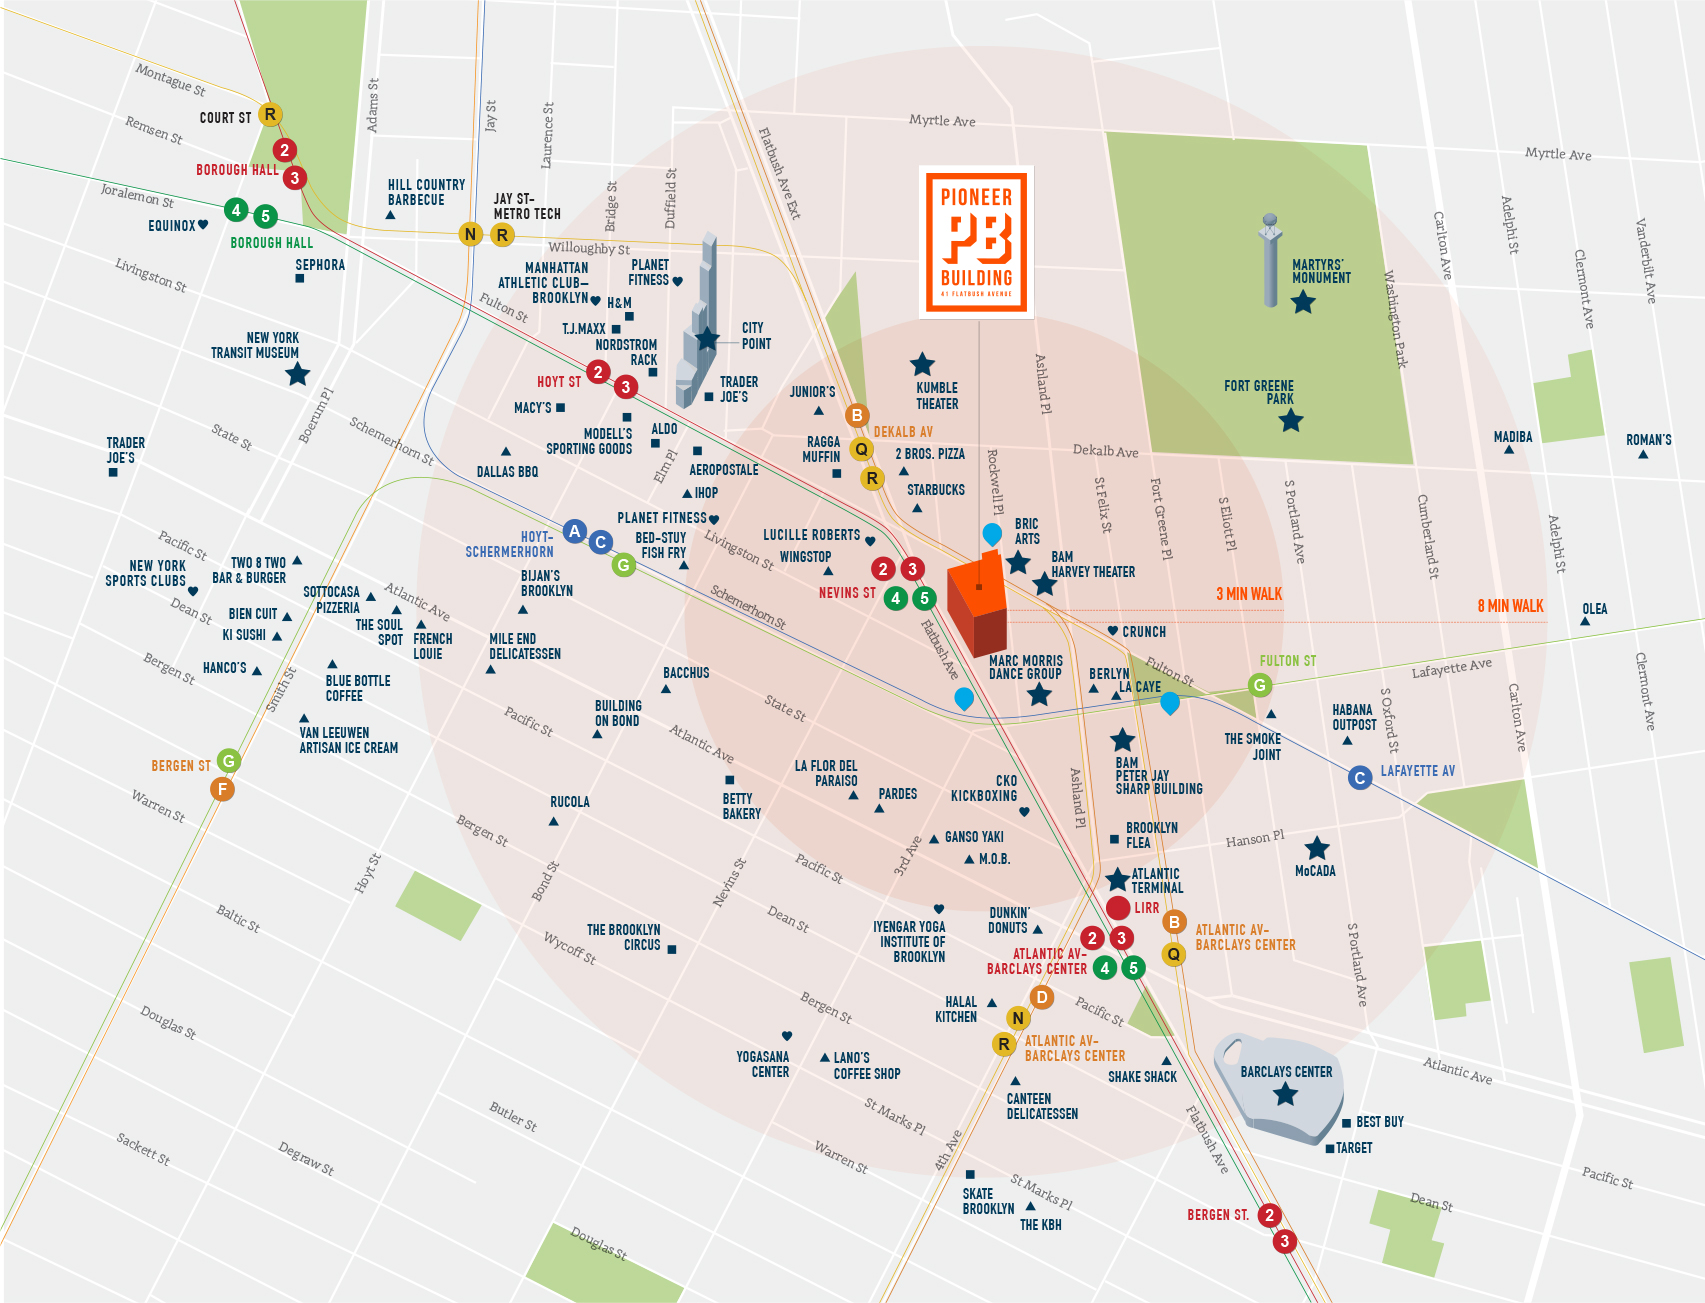 Montague St
Remsen St
COURT ST
R
2
BOROUGH HALL
3
Joralemon St
4
5
BOROUGH HALL
EQUINOX
Adams St
Jay St
Laurence St
HILL COUNTRY
BARBECUE
N
R
JAY ST–
METRO TECH
Bridge St
Duffield St
Willoughby St
Flatbush Ave Ext
Myrtle Ave
Myrtle Ave
PIONEER
PB
BUILDING
41 FLATBUSH AVENUE
Carlton Ave
Adelphi St
Clermont Ave
Vanderbilt Ave
Washington Park
MARTYRS'
MONUMENT
FORT GREENE
PARK
Livingston St
SEPHORA
NEW YORK
TRANSIT MUSEUM
Fulton St
MANHATTAN
ATHLETIC CLUB–
BROOKLYN
PLANET
FITNESS
H&M
T.J.MAXX
NORDSTROM
RACK
CITY
POINT
HOYT ST
2
3
MACY'S
TRADER
JOE'S
MODELL'S
SPORTING GOODS
ALDO
AEROPOSTALE
DALLAS BBQ
Elm Pl
IHOP
JUNIOR'S
RAGGA
MUFFIN
B
DEKALB AV
Q
R
KUMBLE
THEATER
2 BROS. PIZZA
STARBUCKS
Ashland Pl
Rockwell Pl
Dekalb Ave
St Felix St
Fort Greene Pl
S Eliott Pl
S Portland Ave
Cumberland St
Adelphi St
MADIBA
ROMAN'S
State St
Boerum Pl
Schemerhorn St
TRADER
JOE'S
Pacific St
NEW YORK
SPORTS CLUBS
TWO 8 TWO
BAR & BURGER
Dean St
BIEN CUIT
KI SUSHI
HANCO'S
Bergen St
SOTTOCASA
PIZZERIA
THE SOUL
SPOT
Atlantic Ave
FRENCH
LOUIE
BLUE BOTTLE
COFFEE
Smith St
VAN LEEUWEN
ARTISAN ICE CREAM
A
C
G
HOYT–
SCHERMERHORN
PLANET FITNESS
BED–STUY
FISH FRY
BIJAN'S
BROOKLYN
MILE END
DELICATESSEN
Livingston St
Schemerhorn St
LUCILLE ROBERTS
WINGSTOP
2
3
NEVINS ST
4
5
Flatbush Ave
BRIC
ARTS
BAM
HARVEY THEATER
3 MIN WALK
8 MIN WALK
OLEA
CRUNCH
MARC MORRIS
DANCE GROUP
BERLYN
LA CAYE
Fulton St
FULTON ST
G
Lafayette Ave
Clermont Ave
BACCHUS
BUILDING
ON BOND
State St
Pacific St
Atlantic Ave
THE SMOKE
JOINT
HABANA
OUTPOST
S Oxford St
Carlton Ave
C
LAFAYETTE AV
BAM
PETER JAY
SHARP BUILDING
G
BERGEN ST
F
Warren St
RUCOLA
Bergen St
BETTY
BAKERY
LA FLOR DEL
PARAISO
PARDES
CKO
KICKBOXING
Ashland Pl
BROOKLYN
FLEA
Hanson Pl
MoCADA
GANSO YAKI
M.O.B.
3rd Ave
Pacific St
Hoyt St
Bond St
Nevins St
ATLANTIC
TERMINAL
LIRR
Baltic St
Wycoff St
THE BROOKLYN
CIRCUS
Dean St
IYENGAR YOGA
INSTITUTE OF
BROOKLYN
DUNKIN'
DONUTS
2
3
ATLANTIC AV–
BARCLAYS CENTER
4
5
B
Q
ATLANTIC AV–
BARCLAYS CENTER
S Portland Ave
Douglas St
Bergen St
HALAL
KITCHEN
D
N
R
ATLANTIC AV–
BARCLAYS CENTER
Pacific St
YOGASANA
CENTER
LANO'S
COFFEE SHOP
SHAKE SHACK
BARCLAYS CENTER
Atlantic Ave
CANTEEN
DELICATESSEN
BEST BUY
TARGET
Sackett St
Degraw St
Butler St
St Marks Pl
Warren St
4th Ave
Flatbush Ave
SKATE
BROOKLYN
St Marks Pl
THE KBH
Douglas St
BERGEN ST.
2
3
Dean St
Pacific St